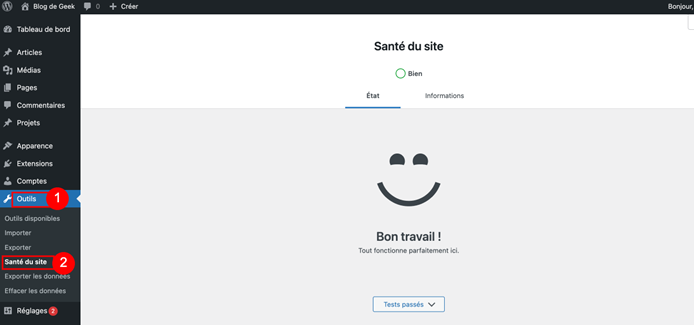 Blog de Geek 0 Créer Bonjour,
Tableau de bord
Articles
Médias
Pages
Commentaires
Projets
Apparence
Extensions
Comptes
Outils 1
Outils disponibles
Importer
Exporter
Santé du site 2
Exporter les données
Effacer les données
Réglages 2
Santé du site
Bien
État Informations
Bon travail !
Tout fonctionne parfaitement ici.
Tests passés